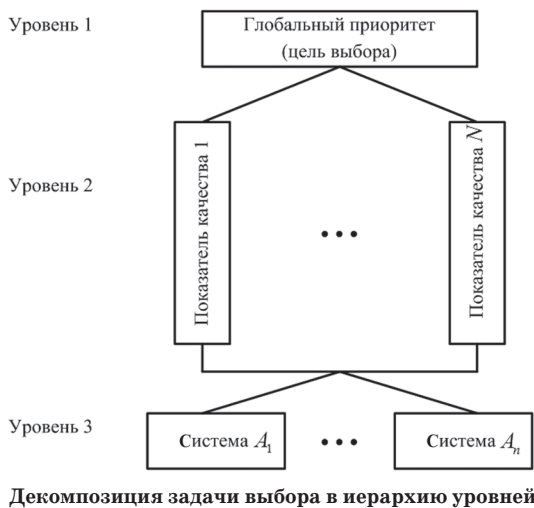 Уровень 1
Глобальный приоритет
(цель выбора)
Уровень 2
Показатель качества 1
...
Показатель качества N
Уровень 3
Система A₁
...
Система Aₙ
Декомпозиция задачи выбора в иерархию уровней